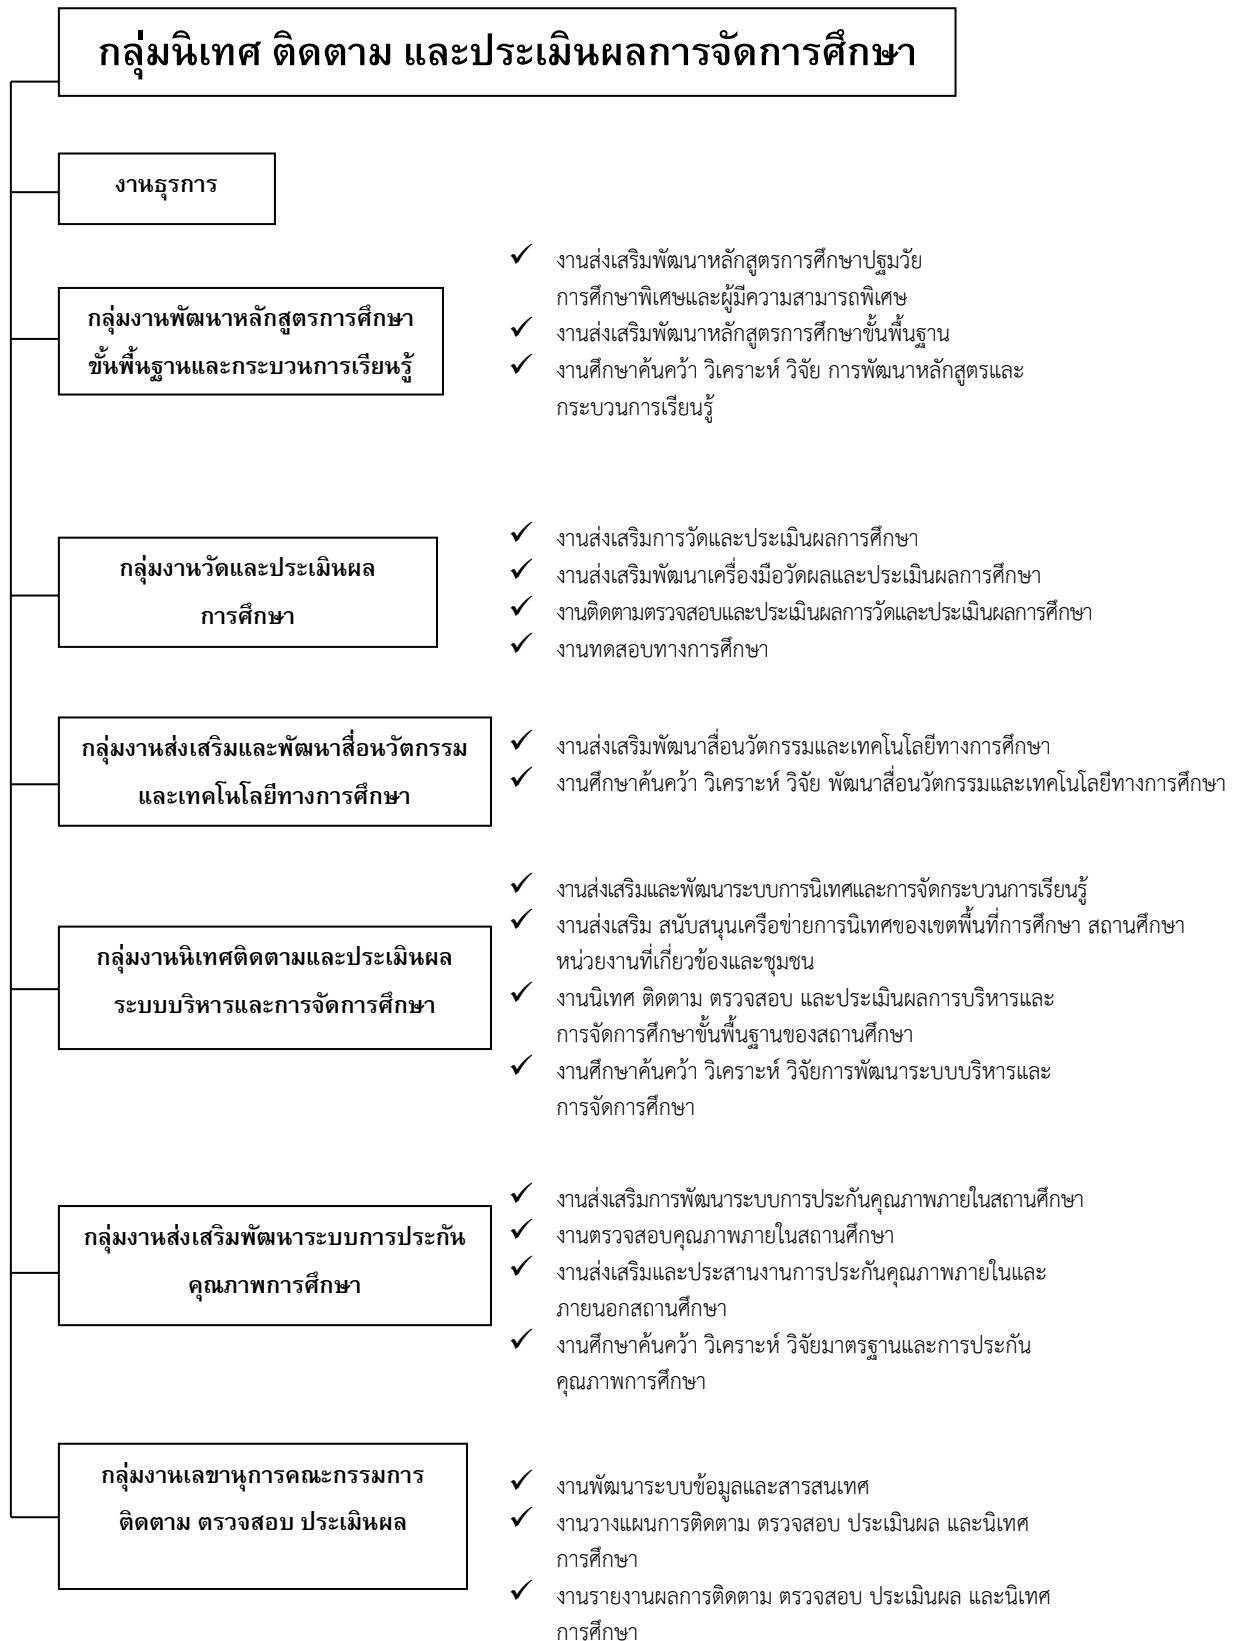 กลุ่มนิเทศ ติดตาม และประเมินผลการจัดการศึกษา
งานธุรการ
กลุ่มงานพัฒนาหลักสูตรการศึกษา
ขั้นพื้นฐานและกระบวนการเรียนรู้
✓ งานส่งเสริมพัฒนาหลักสูตรการศึกษาปฐมวัย
การศึกษาพิเศษและผู้มีความสามารถพิเศษ
✓ งานส่งเสริมพัฒนาหลักสูตรการศึกษาขั้นพื้นฐาน
✓ งานศึกษาค้นคว้า วิเคราะห์ วิจัย การพัฒนาหลักสูตรและ
กระบวนการเรียนรู้
กลุ่มงานวัดและประเมินผล
การศึกษา
✓ งานส่งเสริมการวัดและประเมินผลการศึกษา
✓ งานส่งเสริมพัฒนาเครื่องมือวัดผลและประเมินผลการศึกษา
✓ งานติดตามตรวจสอบและประเมินผลการวัดและประเมินผลการศึกษา
✓ งานทดสอบทางการศึกษา
กลุ่มงานส่งเสริมและพัฒนาสื่อนวัตกรรม
และเทคโนโลยีทางการศึกษา
✓ งานส่งเสริมพัฒนาสื่อนวัตกรรมและเทคโนโลยีทางการศึกษา
✓ งานศึกษาค้นคว้า วิเคราะห์ วิจัย พัฒนาสื่อนวัตกรรมและเทคโนโลยีทางการศึกษา
กลุ่มงานนิเทศติดตามและประเมินผล
ระบบบริหารและการจัดการศึกษา
✓ งานส่งเสริมและพัฒนาระบบการนิเทศและการจัดกระบวนการเรียนรู้
✓ งานส่งเสริม สนับสนุนเครือข่ายการนิเทศของเขตพื้นที่การศึกษา สถานศึกษา
หน่วยงานที่เกี่ยวข้องและชุมชน
✓ งานนิเทศ ติดตาม ตรวจสอบ และประเมินผลการบริหารและ
การจัดการศึกษาขั้นพื้นฐานของสถานศึกษา
✓ งานศึกษาค้นคว้า วิเคราะห์ วิจัยการพัฒนาระบบบริหารและ
การจัดการศึกษา
กลุ่มงานส่งเสริมพัฒนาระบบการประกัน
คุณภาพการศึกษา
✓ งานส่งเสริมการพัฒนาระบบการประกันคุณภาพภายในสถานศึกษา
✓ งานตรวจสอบคุณภาพภายในสถานศึกษา
✓ งานส่งเสริมและประสานงานการประกันคุณภาพภายในและ
ภายนอกสถานศึกษา
✓ งานศึกษาค้นคว้า วิเคราะห์ วิจัยมาตรฐานและการประกัน
คุณภาพการศึกษา
กลุ่มงานเลขานุการคณะกรรมการ
ติดตาม ตรวจสอบ ประเมินผล
✓ งานพัฒนาระบบข้อมูลและสารสนเทศ
✓ งานวางแผนการติดตาม ตรวจสอบ ประเมินผล และนิเทศ
การศึกษา
✓ งานรายงานผลการติดตาม ตรวจสอบ ประเมินผล และนิเทศ
การศึกษา